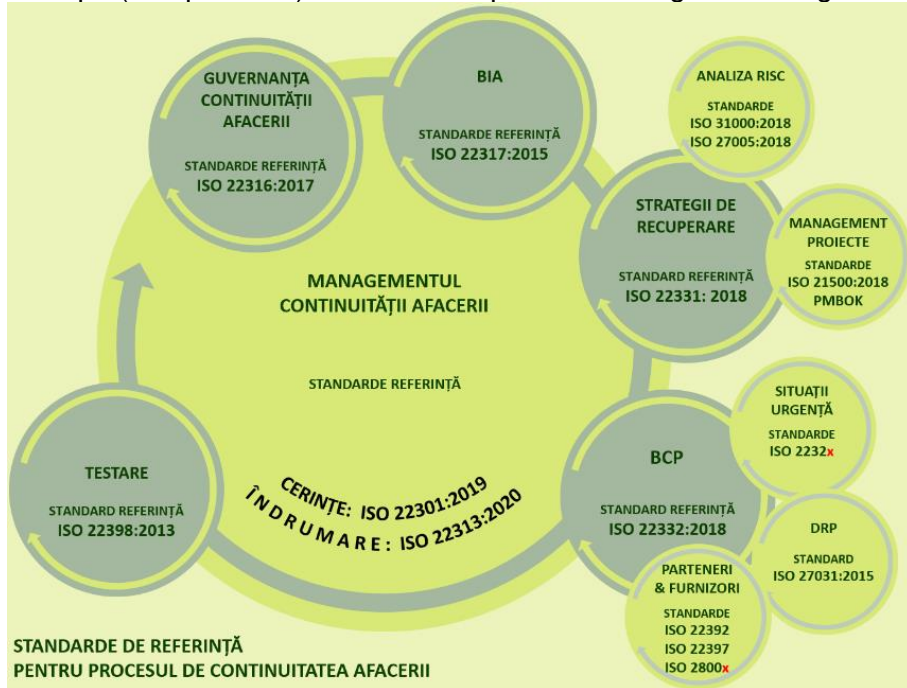 GUVERNANȚA
CONTINUITĂȚII
AFACERII
STANDARDE REFERINȚĂ
ISO 22316:2017
BIA
STANDARDE REFERINȚĂ
ISO 22317:2015
ANALIZA RISC
STANDARDE
ISO 31000:2018
ISO 27005:2018
STRATEGII DE
RECUPERARE
STANDARD REFERINȚĂ
ISO 22331: 2018
MANAGEMENT
PROIECTE
STANDARDE
ISO 21500:2018
PMBOK
MANAGEMENTUL
CONTINUITĂȚII AFACERII
STANDARDE REFERINȚĂ
CERINȚE: ISO 22301:2019
ÎNDRUMARE: ISO 22313:2020
SITUAȚII
URGENȚĂ
STANDARDE
ISO 2232x
BCP
STANDARD REFERINȚĂ
ISO 22332:2018
DRP
STANDARD
ISO 27031:2015
PARTENERI
& FURNIZORI
STANDARDE
ISO 22392
ISO 22397
ISO 2800x
TESTARE
STANDARD REFERINȚĂ
ISO 22398:2013
STANDARDE DE REFERINȚĂ
PENTRU PROCESUL DE CONTINUITATEA AFACERII